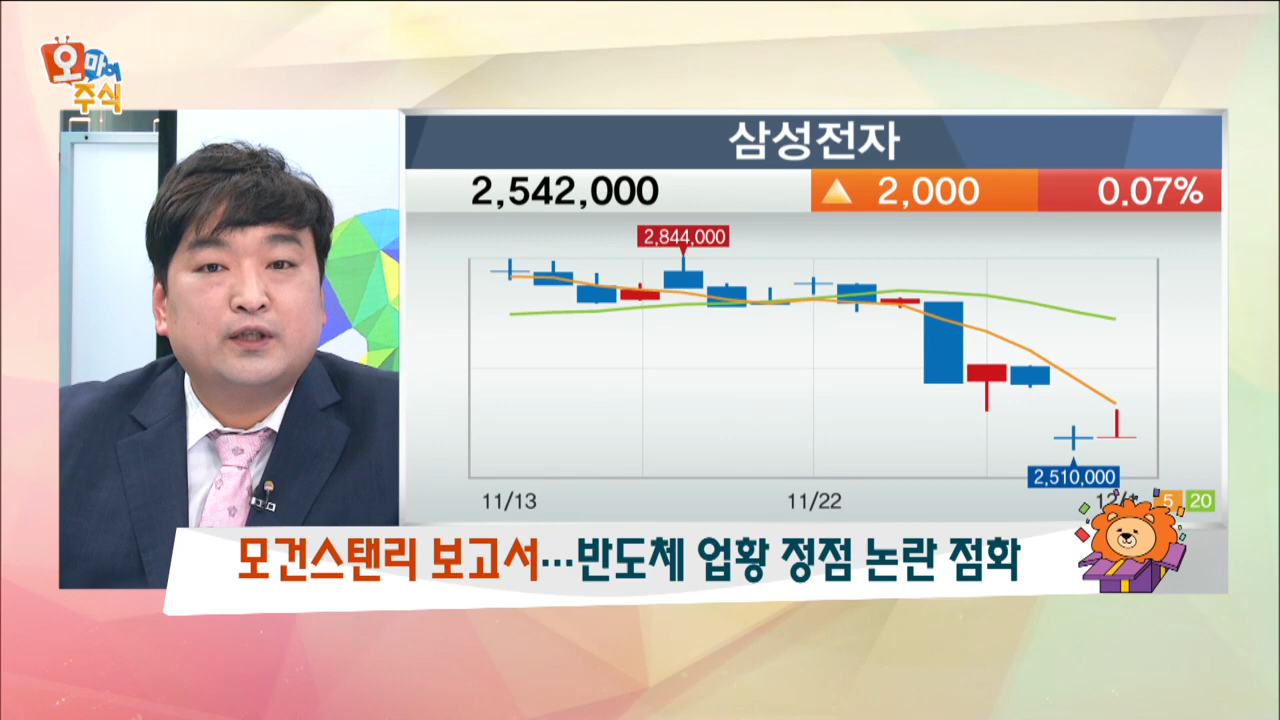 오마이
주식
삼성전자
2,542,000 ▲ 2,000 0.07%
2,844,000
2,510,000
11/13 11/22 5 20
모건스탠리 보고서…반도체 업황 정점 논란 점화